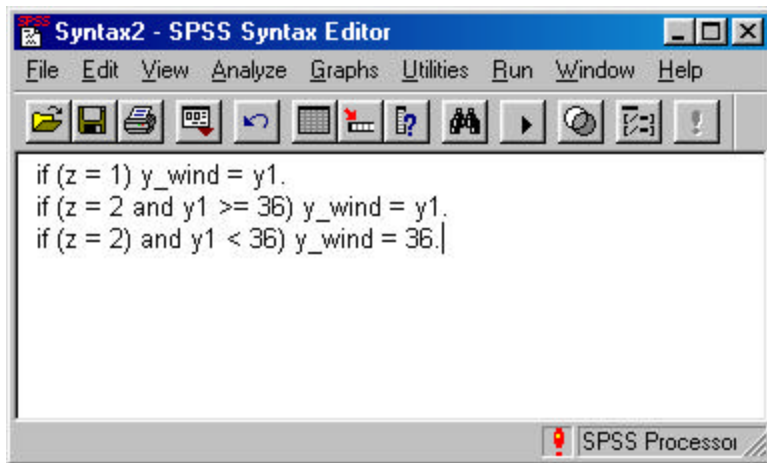 SPSS
Syntax2 - SPSS Syntax Editor
File Edit View Analyze Graphs Utilities Run Window Help
if (z = 1) y_wind = y1.
if (z = 2 and y1 >= 36) y_wind = y1.
if (z = 2) and y1 < 36) y_wind = 36.
SPSS Processor